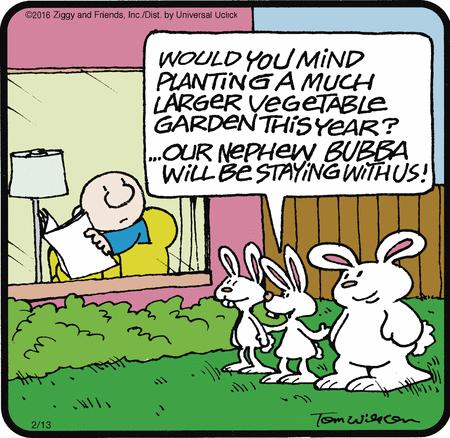 ©2016 Ziggy and Friends, Inc./Dist. by Universal Uclick
WOULD YOU MIND
PLANTING A MUCH
LARGER VEGETABLE
GARDEN THIS YEAR?
...OUR NEPHEW BUBBA
WILL BE STAYING WITH US!
2/13
Tom Wilson